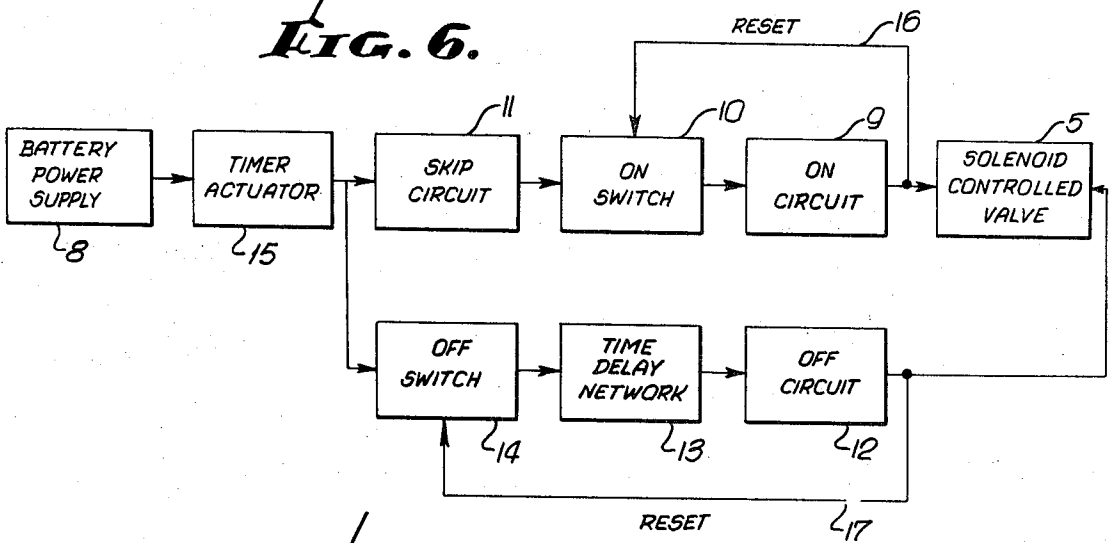 FIG. 6.
RESET
16
11
10
9
5
BATTERY
POWER
SUPPLY
TIMER
ACTUATOR
SKIP
CIRCUIT
ON
SWITCH
ON
CIRCUIT
SOLENOID
CONTROLLED
VALVE
8
15
OFF
SWITCH
TIME
DELAY
NETWORK
OFF
CIRCUIT
14
13
12
RESET
17